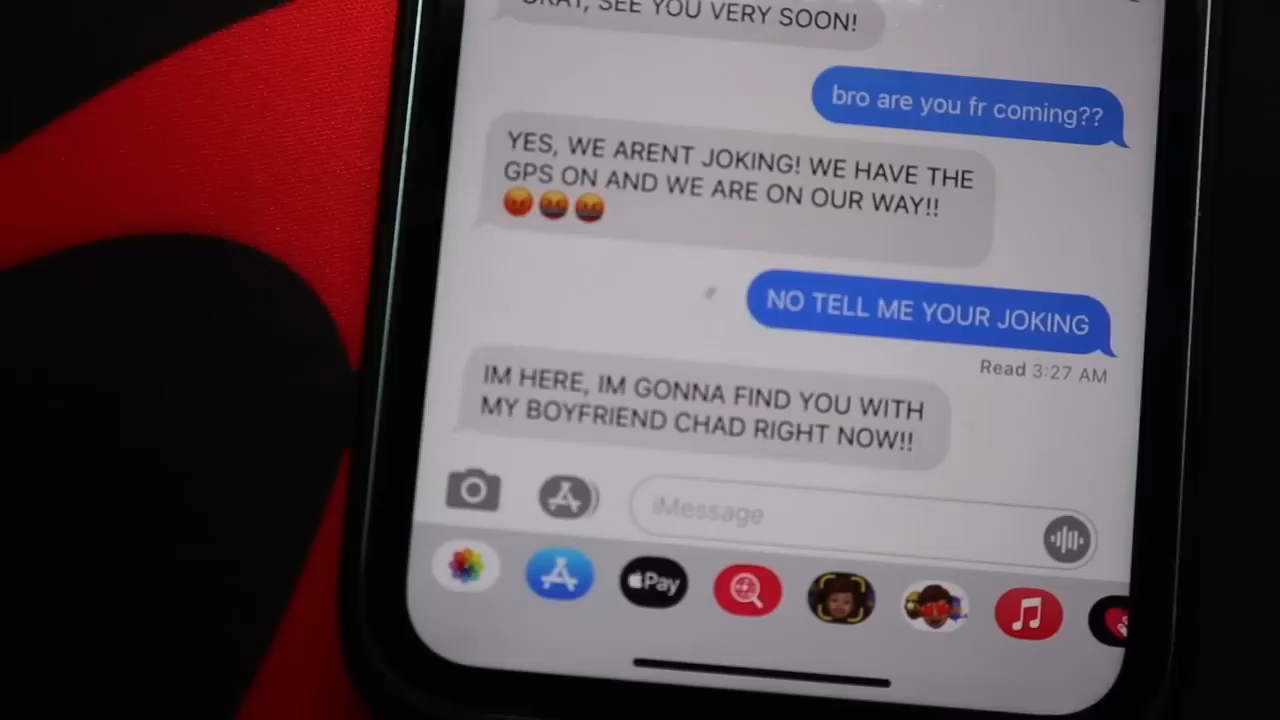 OKAY, SEE YOU VERY SOON!
bro are you fr coming??
YES, WE ARENT JOKING! WE HAVE THE
GPS ON AND WE ARE ON OUR WAY!!
😡🤬🤬
NO TELL ME YOUR JOKING
Read 3:27 AM
IM HERE, IM GONNA FIND YOU WITH
MY BOYFRIEND CHAD RIGHT NOW!!
iMessage
Pay